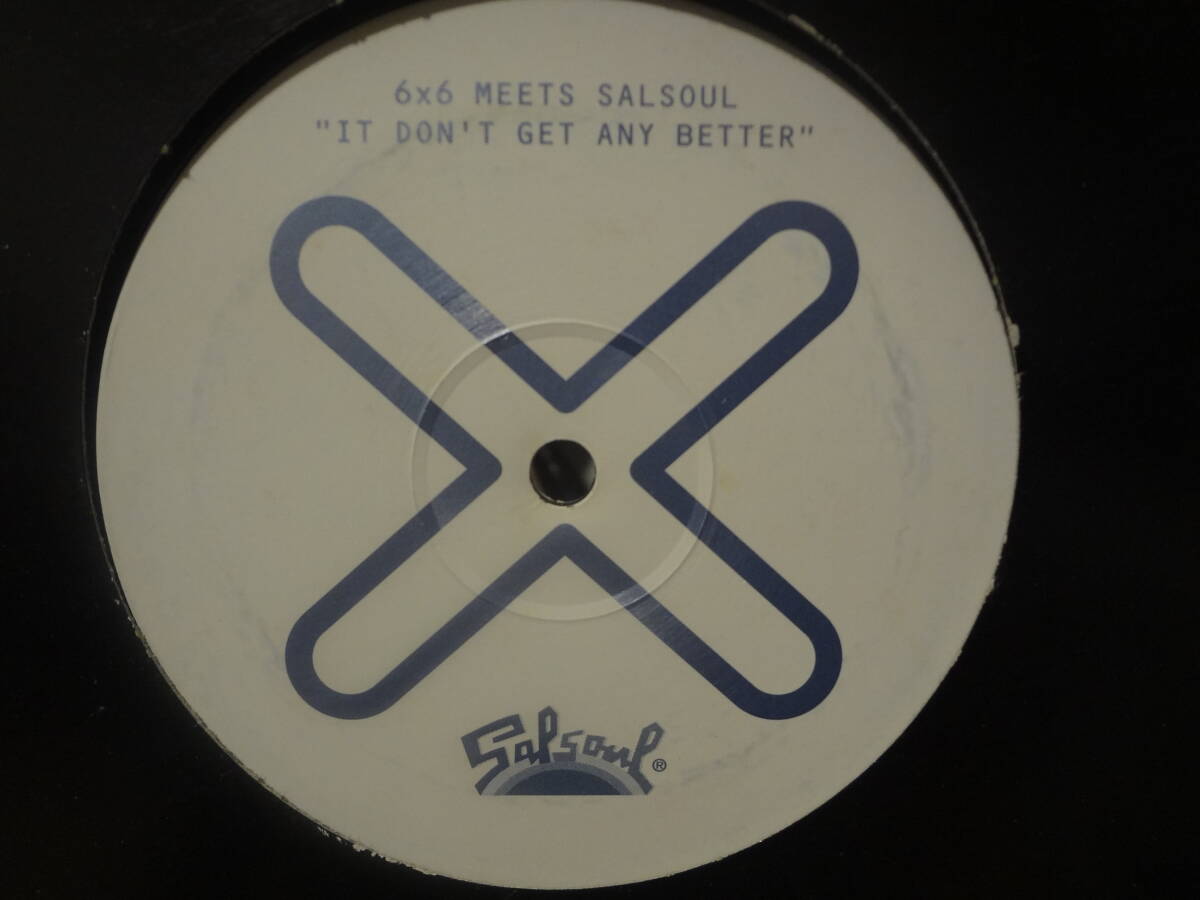 6x6 MEETS SALSOUL
"IT DON'T GET ANY BETTER"
Salsoul®